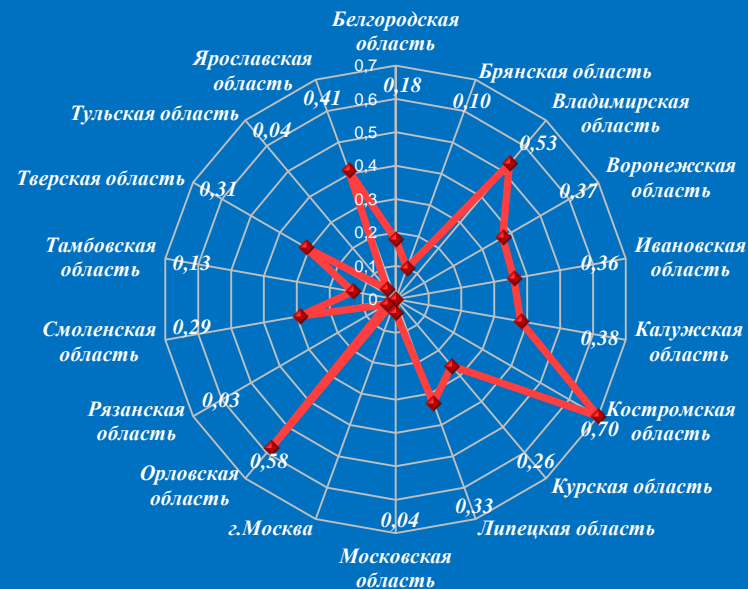 Белгородская
область
0,18
Брянская область
0,10
Владимирская
область
0,53
Воронежская
область
0,37
Ивановская
область
0,36
Калужская
область
0,38
Костромская
область
0,70
Курская область
0,26
Липецкая область
0,33
Московская
область
0,04
г.Москва
Орловская
область
0,58
Рязанская
область
0,03
Смоленская
область
0,29
Тамбовская
область
0,13
Тверская область
0,31
Тульская область
0,04
Ярославская
область
0,41
0,7
0,6
0,5
0,4
0,3
0,2
0,1
0